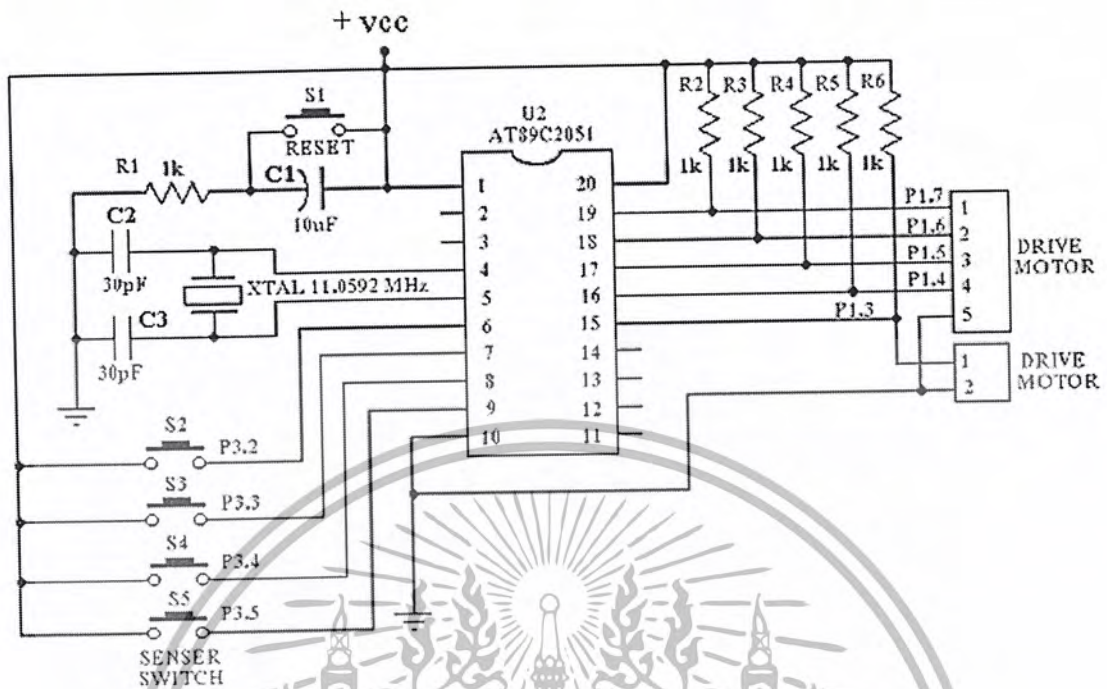 + vcc
S1
RESET
R1 1k
C1
10uF
C2
30pF
XTAL 11.0592 MHz
C3
30pF
U2
AT89C2051
1 20
2 19
3 18
4 17
5 16
6 15
7 14
8 13
9 12
10 11
R2 R3 R4 R5 R6
1k 1k 1k 1k 1k
P1.7
P1.6
P1.5
P1.4
P1.3
1
2
3
4
5
DRIVE
MOTOR
1
2
DRIVE
MOTOR
S2
P3.2
S3
P3.3
S4
P3.4
S5
P3.5
SENSER
SWITCH